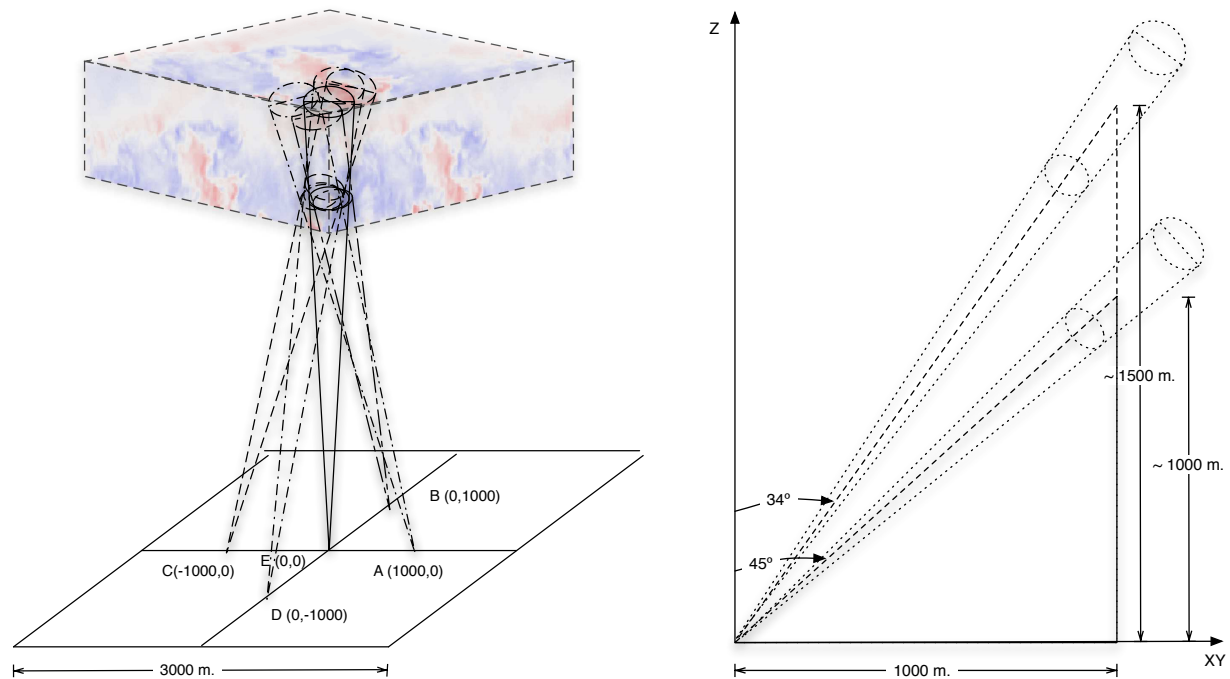 B (0,1000)
E (0,0)
C(-1000,0)
A (1000,0)
D (0,-1000)
3000 m.
Z
~ 1500 m.
~ 1000 m.
34º
45º
XY
1000 m.